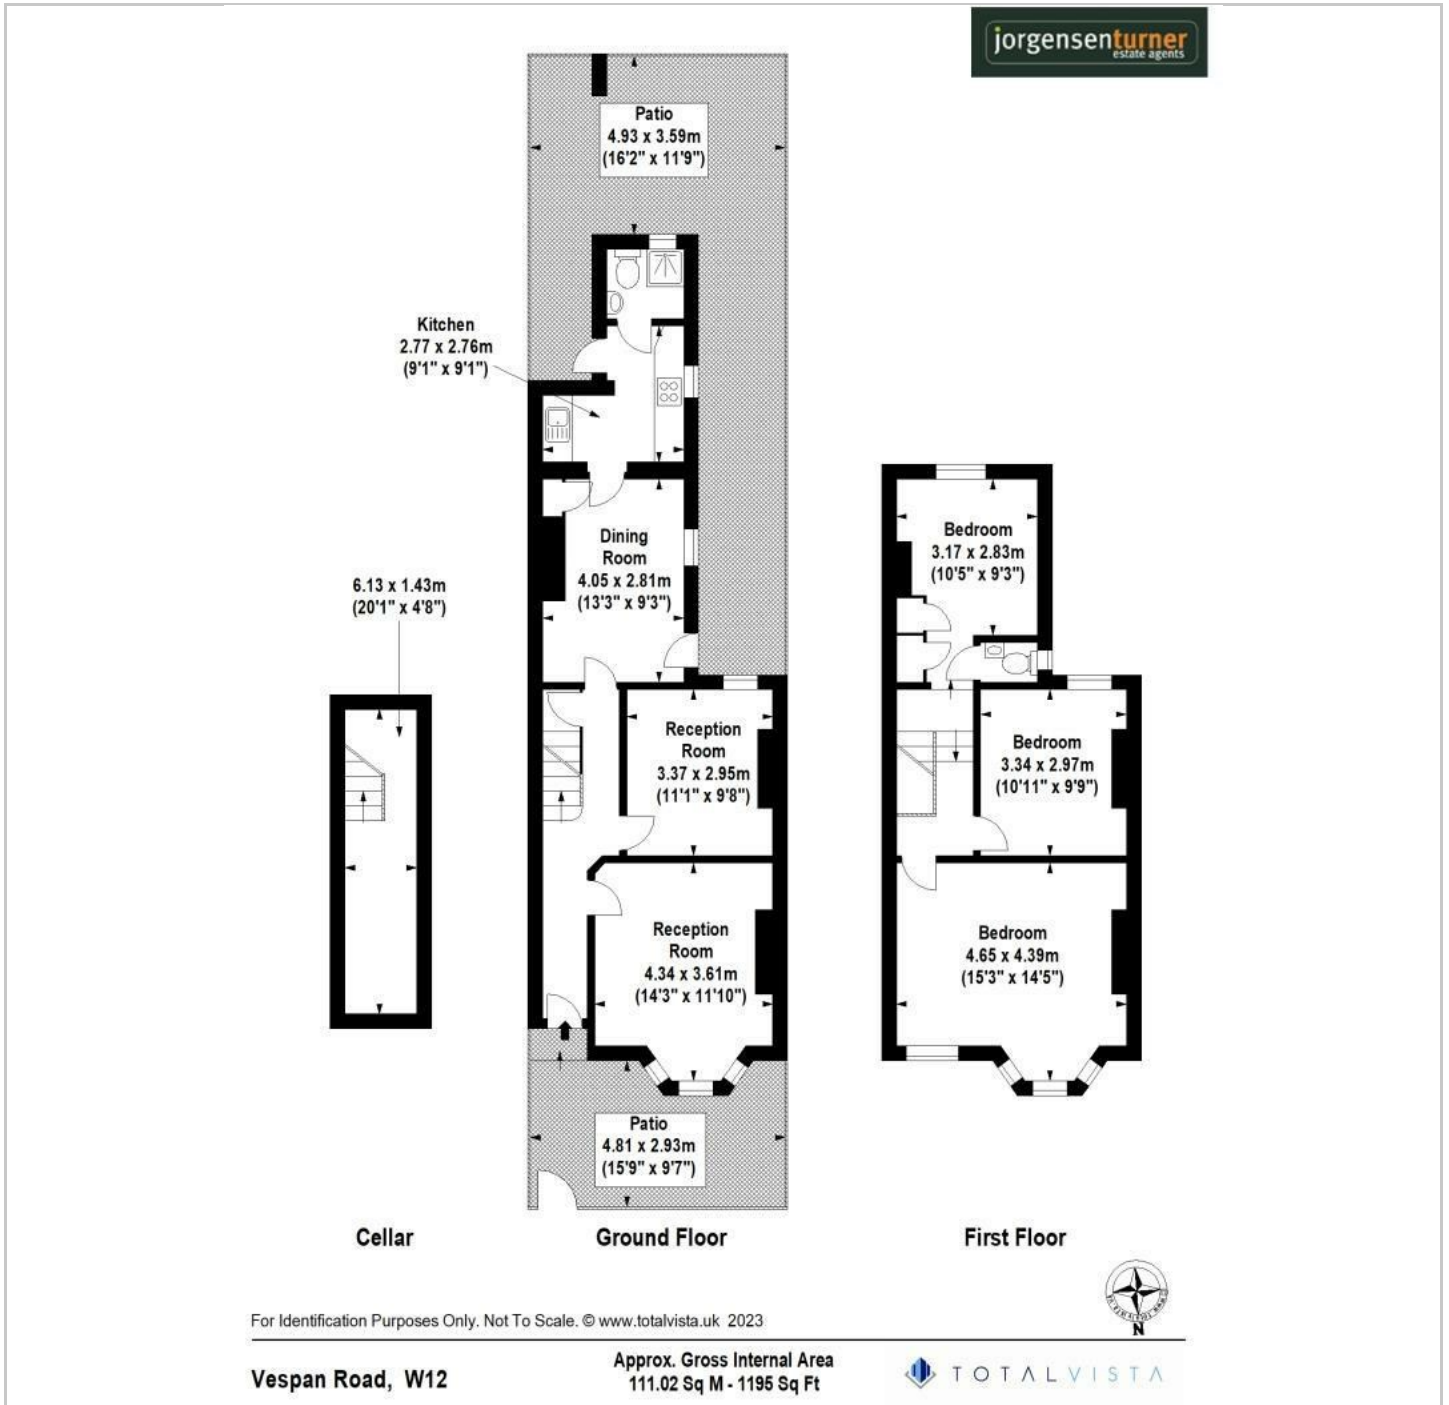 jorgensenturner
estate agents
Patio
4.93 x 3.59m
(16'2" x 11'9")
Kitchen
2.77 x 2.76m
(9'1" x 9'1")
Dining
Room
4.05 x 2.81m
(13'3" x 9'3")
Bedroom
3.17 x 2.83m
(10'5" x 9'3")
6.13 x 1.43m
(20'1" x 4'8")
Reception
Room
3.37 x 2.95m
(11'1" x 9'8")
Bedroom
3.34 x 2.97m
(10'11" x 9'9")
Reception
Room
4.34 x 3.61m
(14'3" x 11'10")
Bedroom
4.65 x 4.39m
(15'3" x 14'5")
Patio
4.81 x 2.93m
(15'9" x 9'7")
Cellar
Ground Floor
First Floor
N
For Identification Purposes Only. Not To Scale. © www.totalvista.uk 2023
Vespan Road, W12
Approx. Gross Internal Area
111.02 Sq M - 1195 Sq Ft
TOTALVISTA